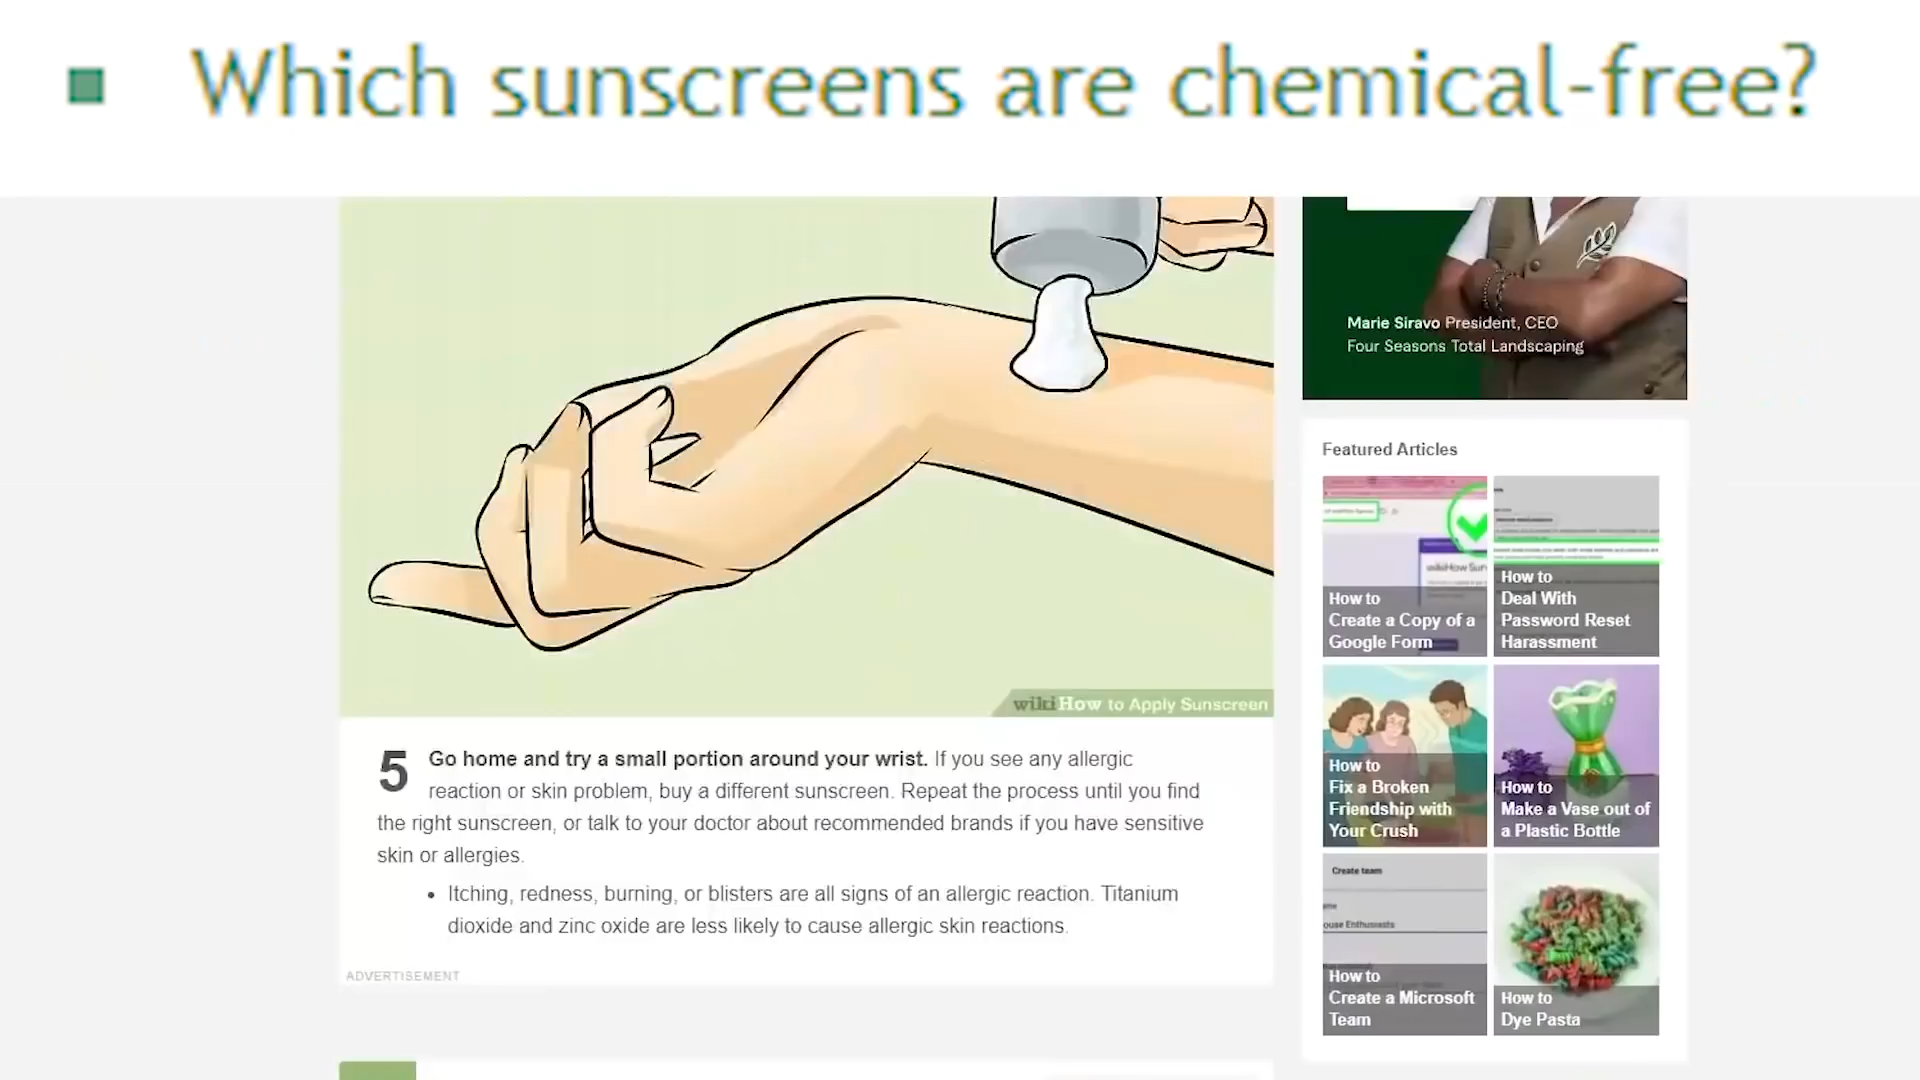 Which sunscreens are chemical-free?
wikiHow to Apply Sunscreen
5 Go home and try a small portion around your wrist. If you see any allergic
reaction or skin problem, buy a different sunscreen. Repeat the process until you find
the right sunscreen, or talk to your doctor about recommended brands if you have sensitive
skin or allergies.
• Itching, redness, burning, or blisters are all signs of an allergic reaction. Titanium
dioxide and zinc oxide are less likely to cause allergic skin reactions.
ADVERTISEMENT
Marie Siravo President, CEO
Four Seasons Total Landscaping
Featured Articles
How to
Create a Copy of a
Google Form
How to
Deal With
Password Reset
Harassment
How to
Fix a Broken
Friendship with
Your Crush
How to
Make a Vase out of
a Plastic Bottle
Create team
ouse Enthusiasts
How to
Create a Microsoft
Team
How to
Dye Pasta